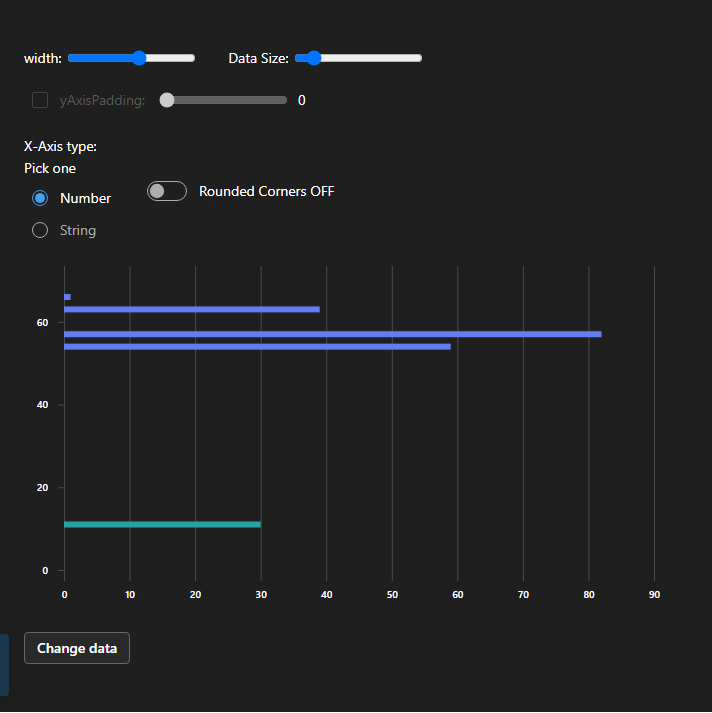 width: Data Size:
yAxisPadding: 0
X-Axis type:
Pick one
Number
Rounded Corners OFF
String
60
40
20
0
0 10 20 30 40 50 60 70 80 90
Change data